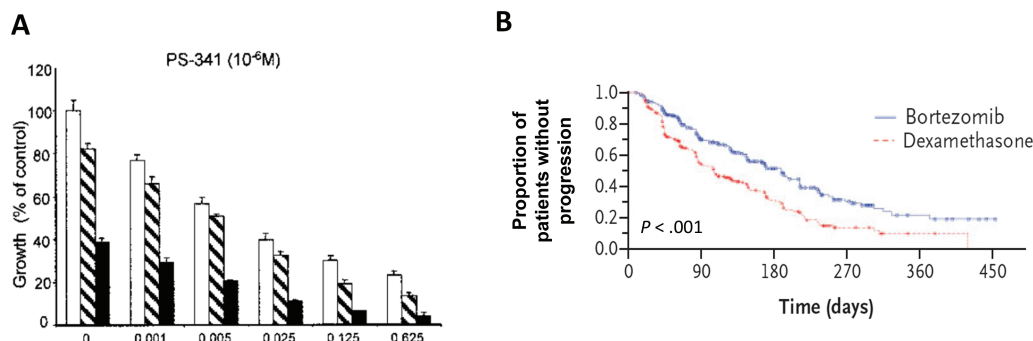 A
PS-341 (10-6M)
120
100
80
60
40
20
0
Growth (% of control)
0
0.001
0.005
0.025
0.125
0.625
B
Proportion of
patients without
progression
1.0
0.8
0.6
0.4
0.2
0.0
Bortezomib
Dexamethasone
P < .001
0
90
180
270
360
450
Time (days)